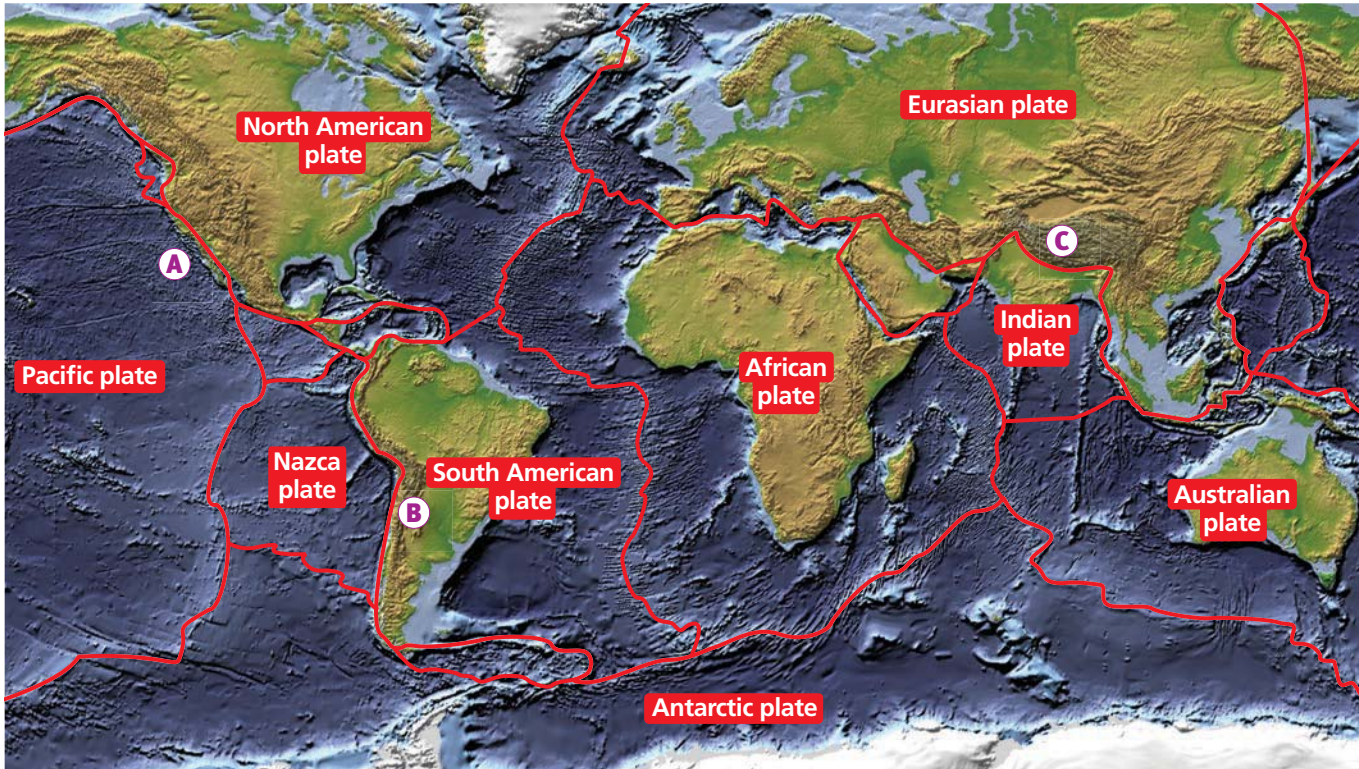 North American
plate
Eurasian plate
A
C
Indian
plate
Pacific plate
African
plate
Nazca
plate
South American
plate
B
Australian
plate
Antarctic plate